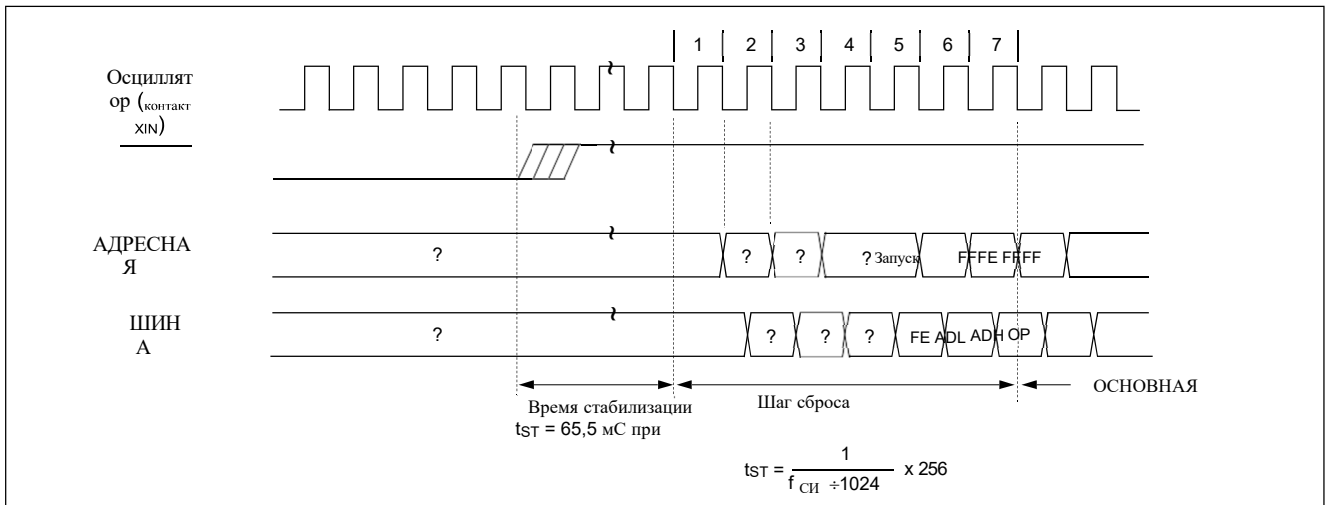 1 2 3 4 5 6 7
Осциллят
ор (контакт
XIN)
АДРЕСНА
Я
? ? ? ? Запуск FFFE FFFF
ШИН
А
? ? ? ? FE ADL ADH OP
ОСНОВНАЯ
Время стабилизации
tST = 65,5 мС при
Шаг сброса
tST = 1
f СИ ÷1024
x 256